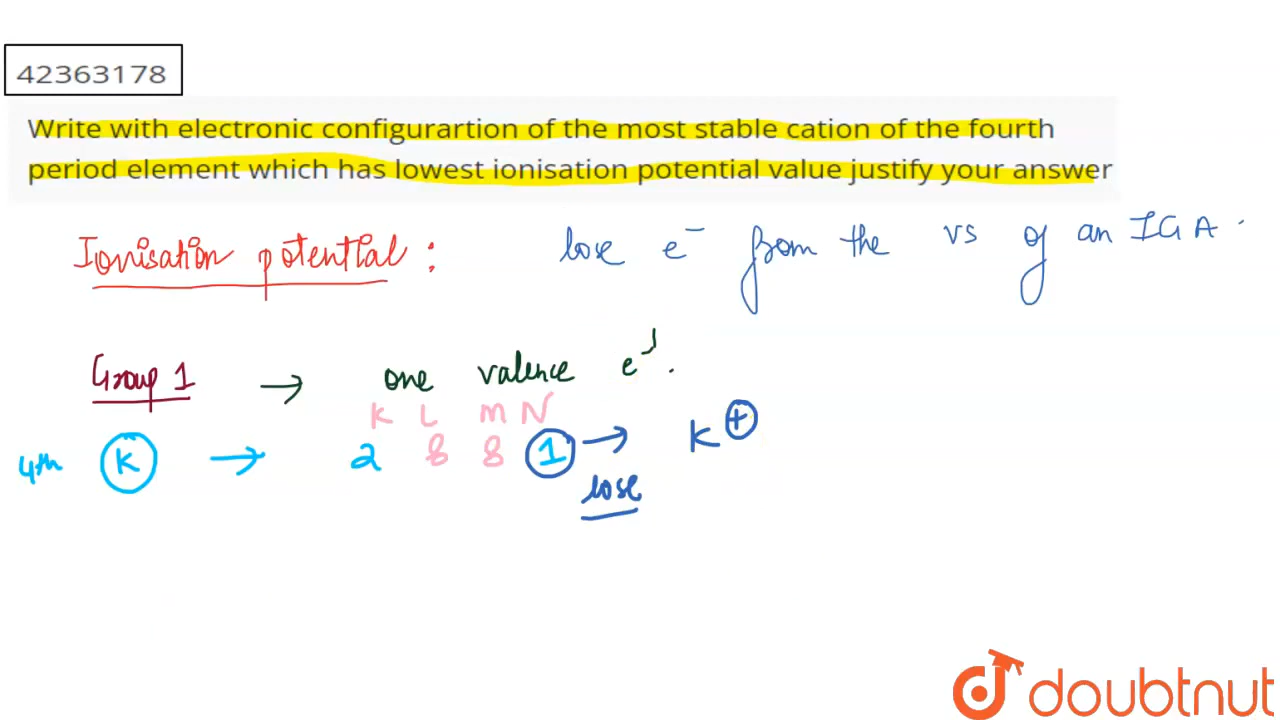 42363178
Write with electronic configurartion of the most stable cation of the fourth
period element which has lowest ionisation potential value justify your answer
Ionisation potential : lose e⁻ from the vs of an IGA.
Group 1 → one valence e⁻.
K L M N
4th K → 2 8 8 1 → K⁺
lose
doubtnut